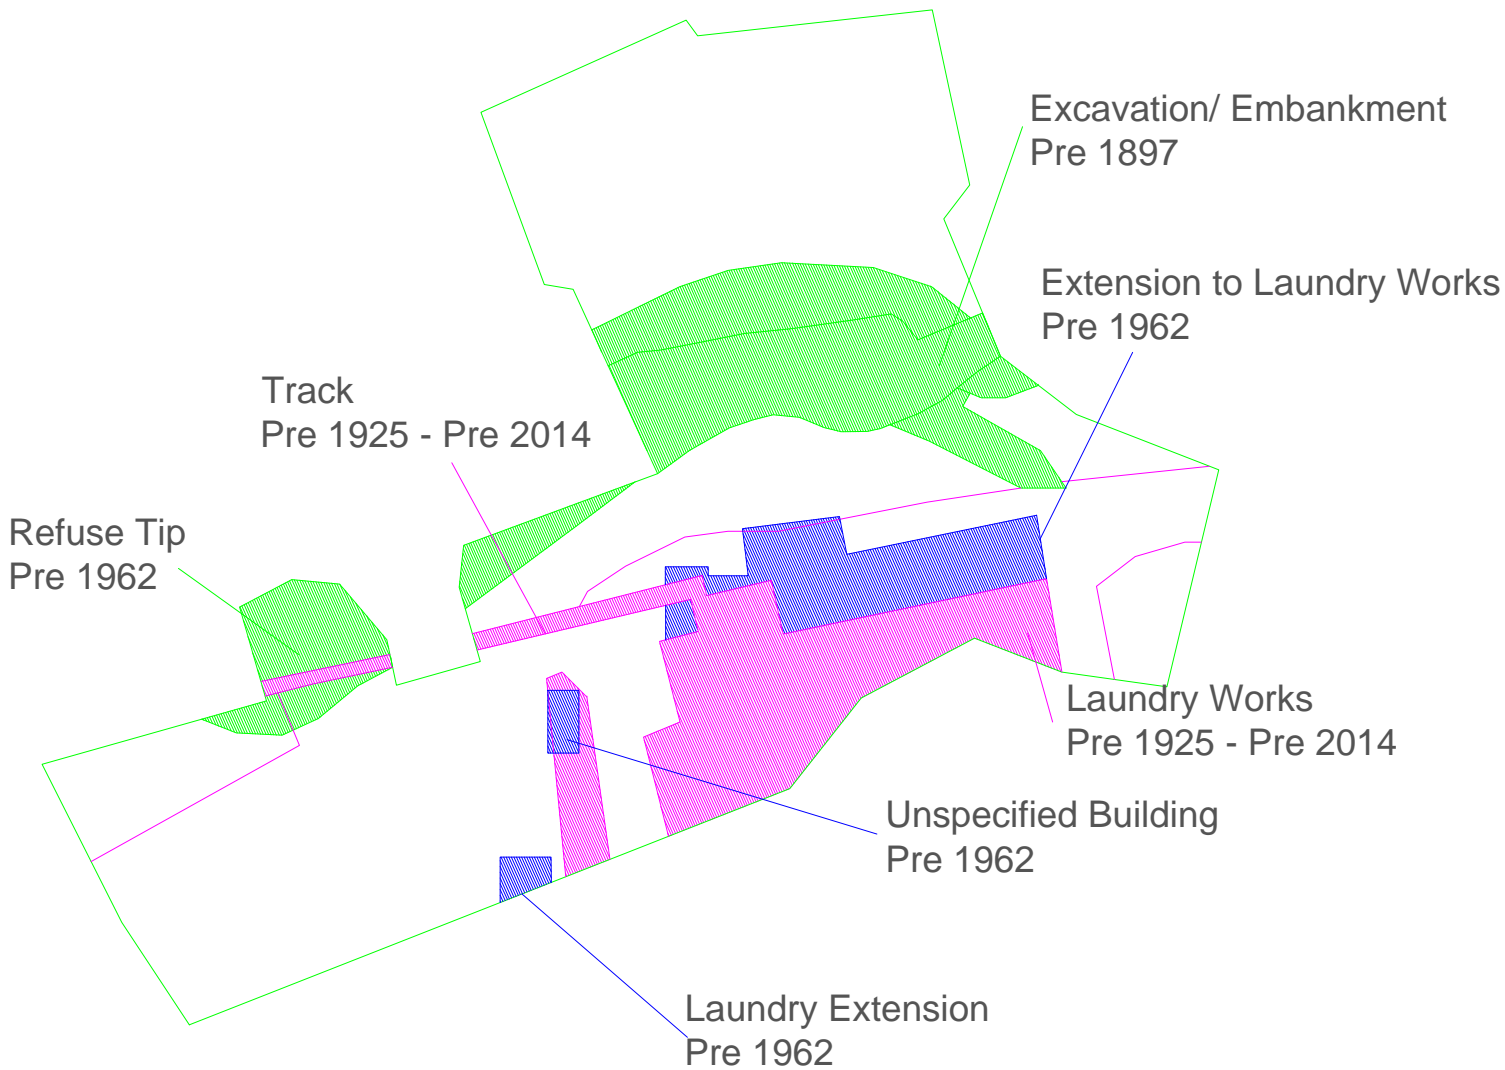 Excavation/ Embankment
Pre 1897
Extension to Laundry Works
Pre 1962
Track
Pre 1925 - Pre 2014
Refuse Tip
Pre 1962
Laundry Works
Pre 1925 - Pre 2014
Unspecified Building
Pre 1962
Laundry Extension
Pre 1962